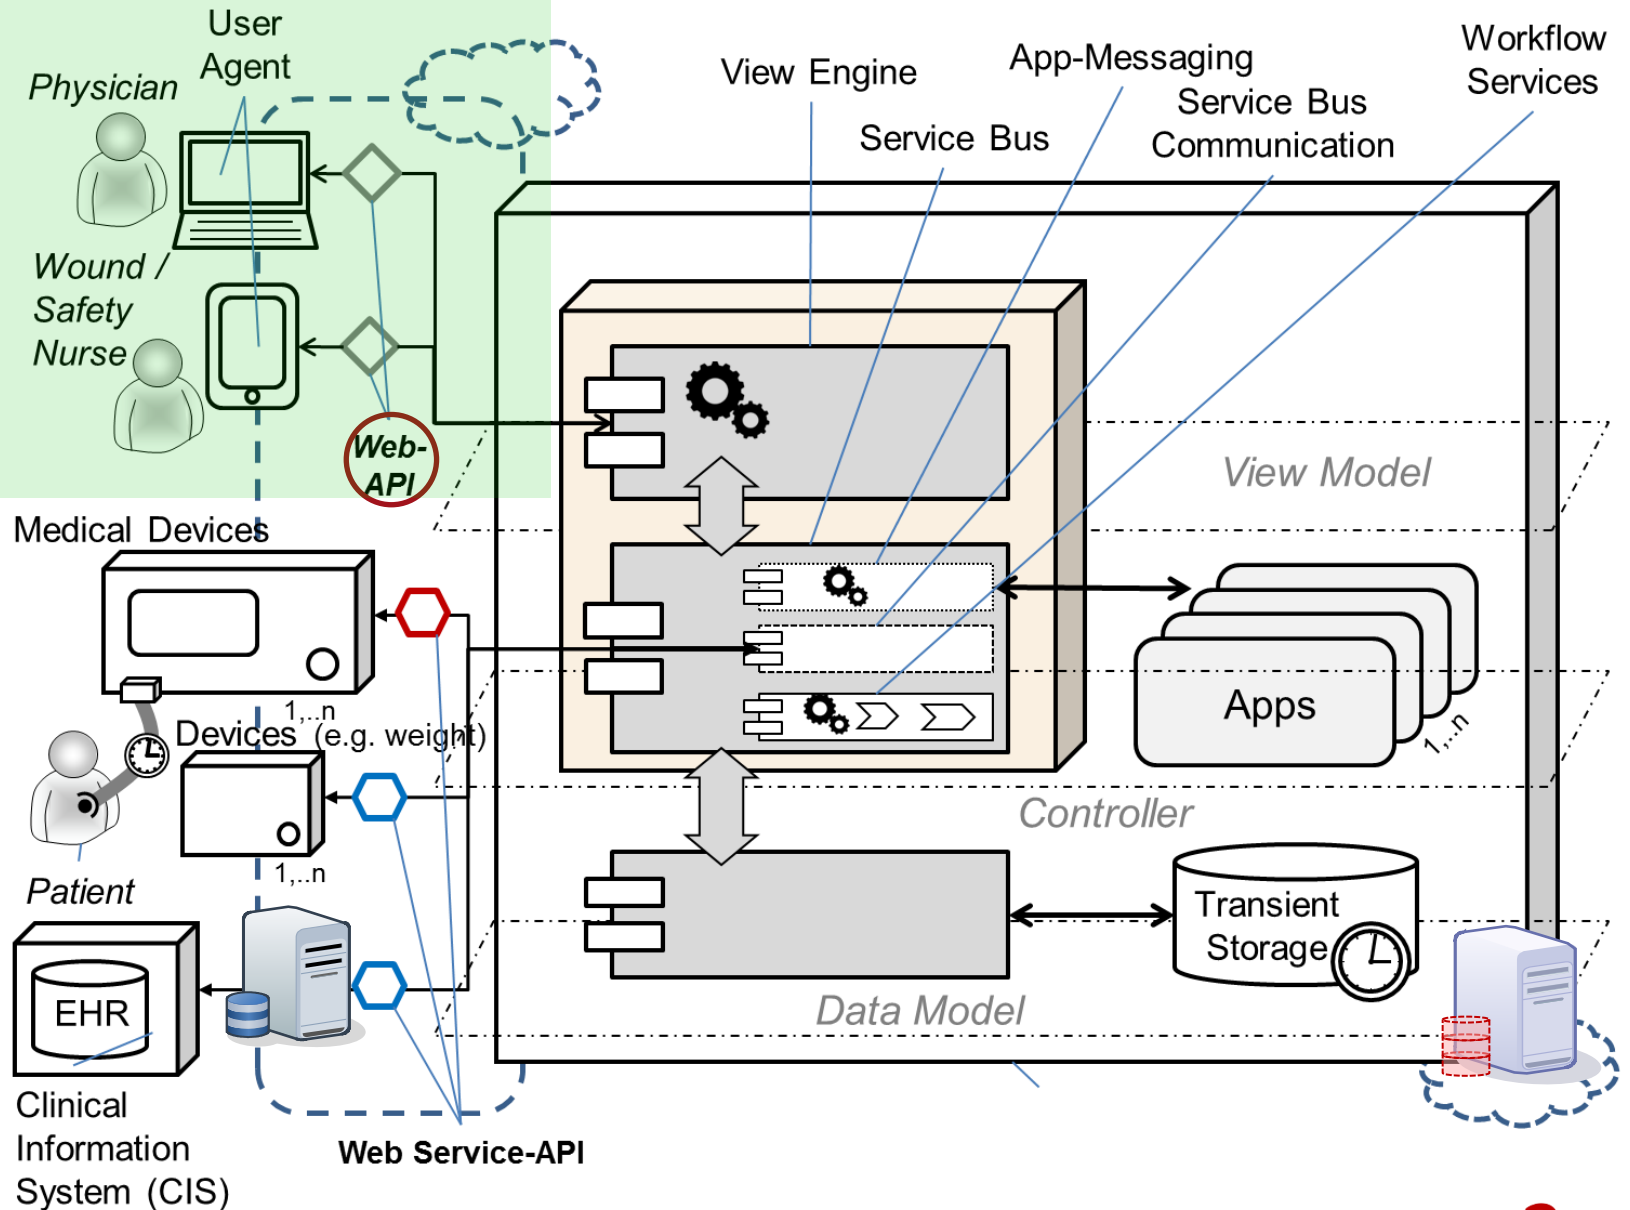 User
Agent
Physician
View Engine
App-Messaging
Workflow
Services
Service Bus
Communication
Service Bus
Wound /
Safety
Nurse
Web-
API
View Model
Medical Devices
1,..n
Devices (e.g. weight)
Apps
1,..n
Controller
1,..n
Patient
Transient
Storage
EHR
Data Model
Clinical
Information
System (CIS)
Web Service-API